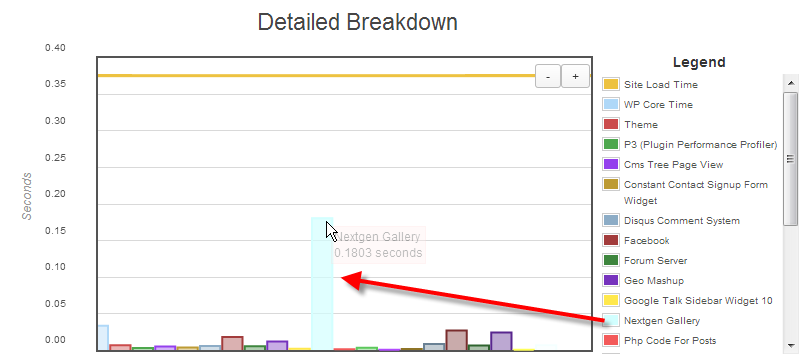 Detailed Breakdown
0.40
0.35
0.30
0.25
0.20
0.15
0.10
0.05
0.00
Seconds
- +
Nextgen Gallery
0.1803 seconds
Legend
Site Load Time
WP Core Time
Theme
P3 (Plugin Performance Profiler)
Cms Tree Page View
Constant Contact Signup Form
Widget
Disqus Comment System
Facebook
Forum Server
Geo Mashup
Google Talk Sidebar Widget 10
Nextgen Gallery
Php Code For Posts